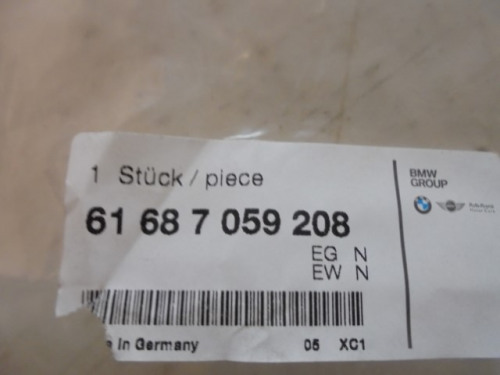 1 Stück / piece
61 68 7 059 208
EG N
EW N
in Germany 05 XC1
BMW
GROUP